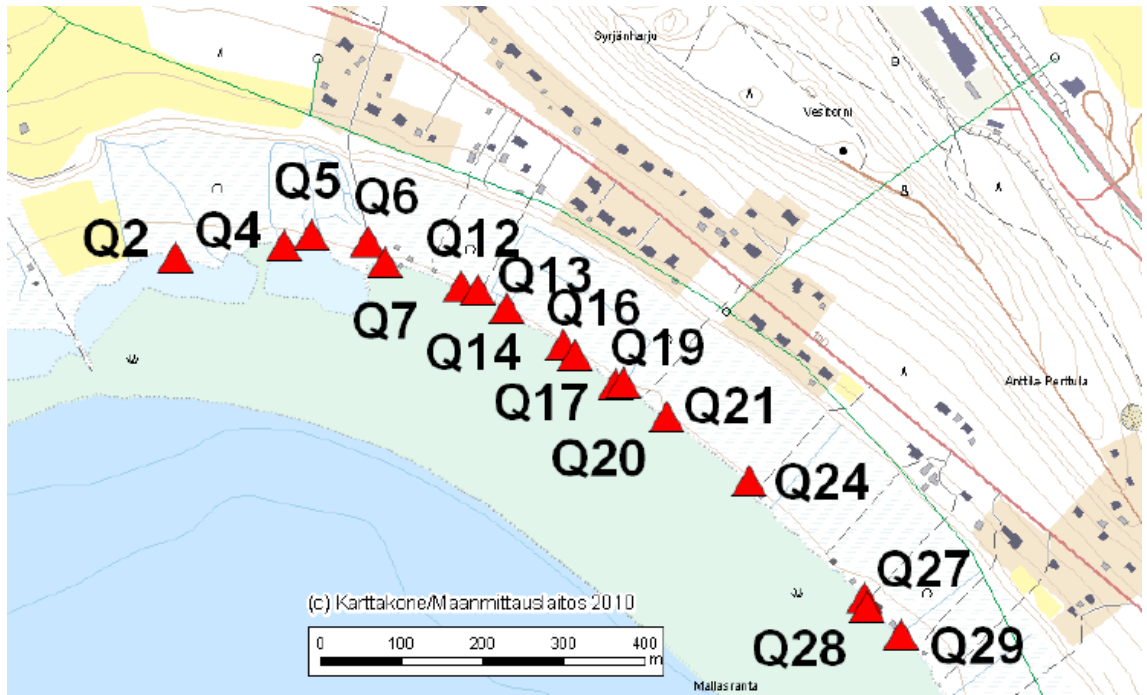 Syrjänharju
Vesitorni
Q5
Q6
Q2
Q4
Q12
Q13
Q7
Q16
Q14
Q19
Anttila-Perttula
Q17
Q21
Q20
Q24
Q27
(c) Karttakone/Maanmittauslaitos 2010
0 100 200 300 400
m
Q28
Q29
Mallasranta